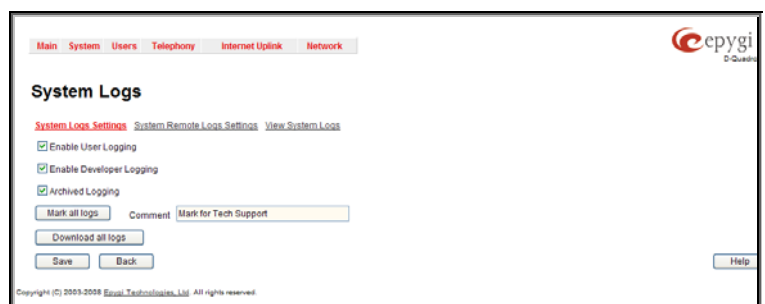 Main System Users Telephony Internet Uplink Network
epygi
D-Quadro
System Logs
System Logs Settings System Remote Logs Settings View System Logs
Enable User Logging
Enable Developer Logging
Archived Logging
Mark all logs Comment Mark for Tech Support
Download all logs
Save Back Help
Copyright (C) 2003-2008 Epygi Technologies, Ltd. All rights reserved.